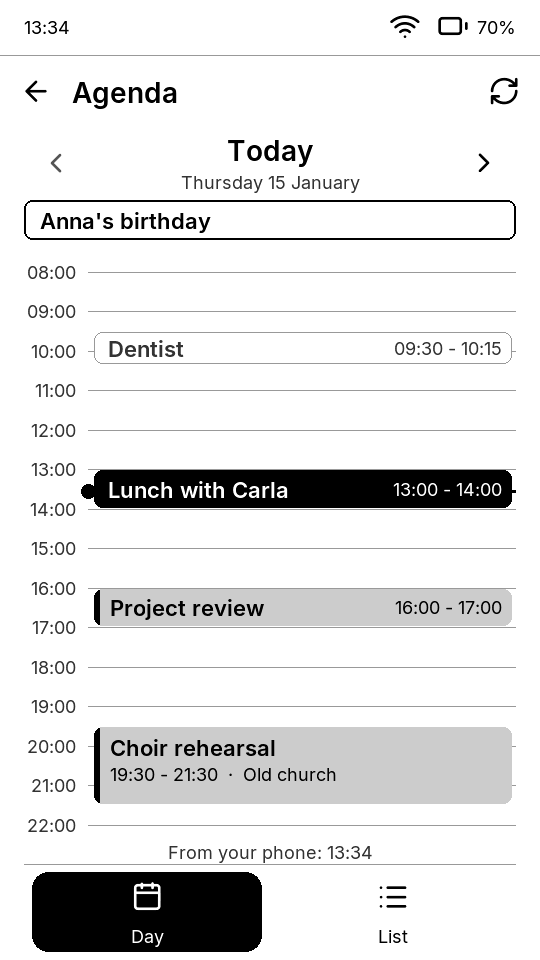 13:34 70%
Agenda
Today
Thursday 15 January
Anna's birthday
08:00
09:00
10:00 Dentist 09:30 - 10:15
11:00
12:00
13:00
Lunch with Carla 13:00 - 14:00
14:00
15:00
16:00
Project review 16:00 - 17:00
17:00
18:00
19:00
20:00 Choir rehearsal
19:30 - 21:30 · Old church
21:00
22:00
From your phone: 13:34
Day List